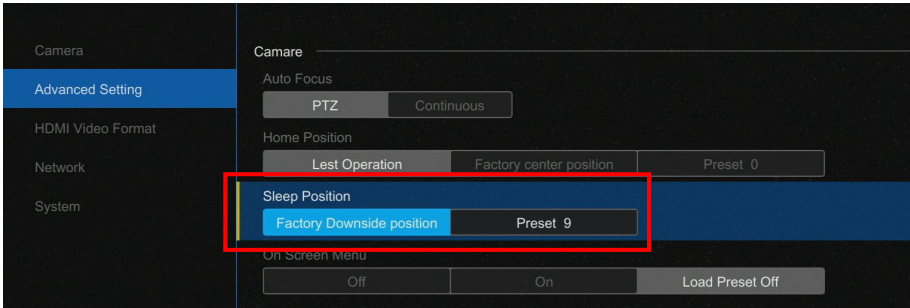 Camera
Advanced Setting
HDMI Video Format
Network
System
Camare
Auto Focus
PTZ Continuous
Home Position
Lest Operation Factory center position Preset 0
Sleep Position
Factory Downside position Preset 9
On Screen Menu
Off On Load Preset Off